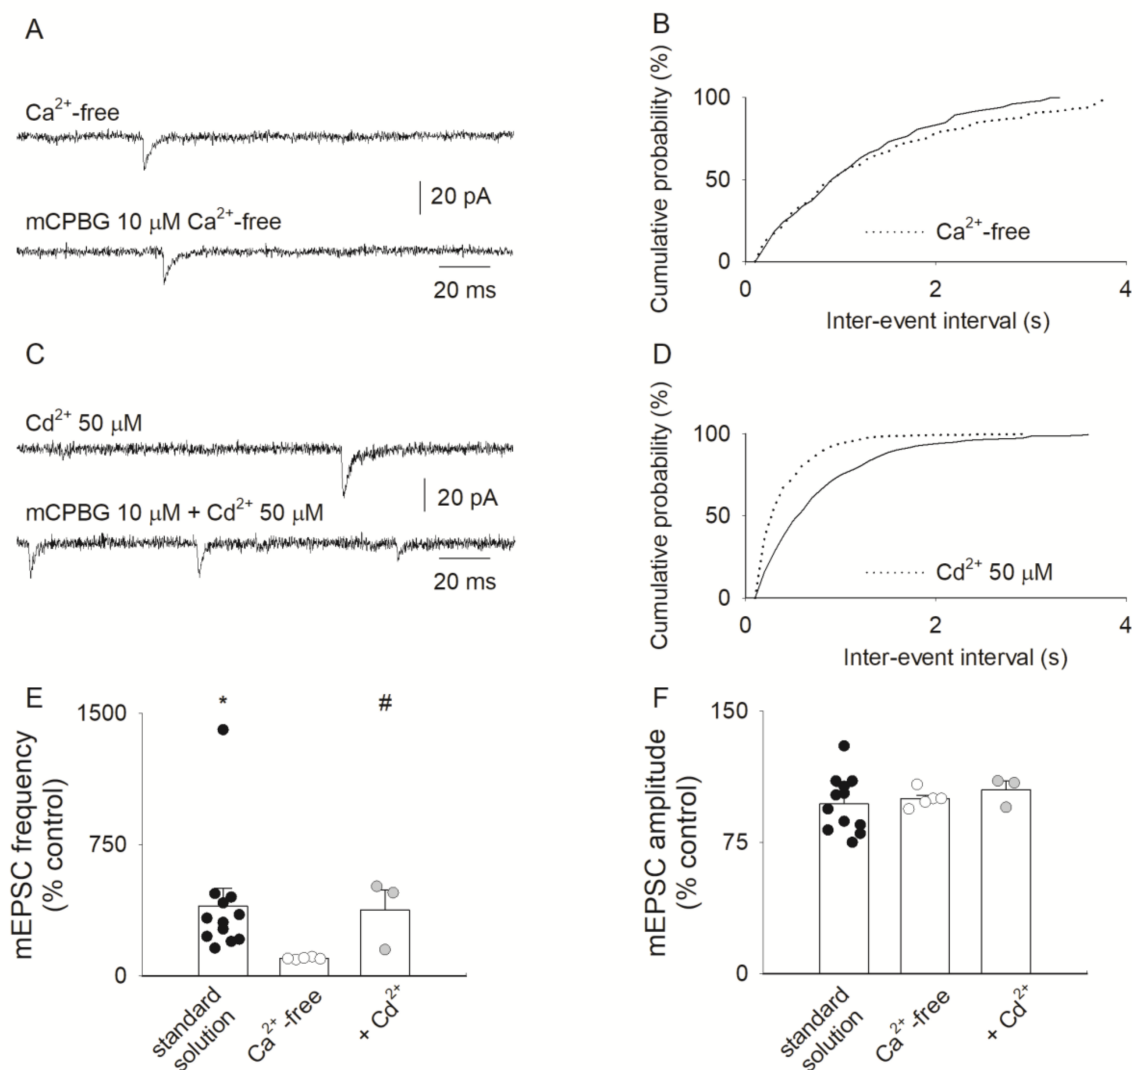 A
Ca²⁺-free
20 pA
mCPBG 10 µM Ca²⁺-free
20 ms
B
Cumulative probability (%)
100
50
0
Ca²⁺-free
0 2 4
Inter-event interval (s)
C
Cd²⁺ 50 µM
20 pA
mCPBG 10 µM + Cd²⁺ 50 µM
20 ms
D
Cumulative probability (%)
100
50
0
Cd²⁺ 50 µM
0 2 4
Inter-event interval (s)
E
mEPSC frequency
(% control)
1500
750
0
*
#
standard
solution
Ca²⁺-free
+ Cd²⁺
F
mEPSC amplitude
(% control)
150
75
0
standard
solution
Ca²⁺-free
+ Cd²⁺